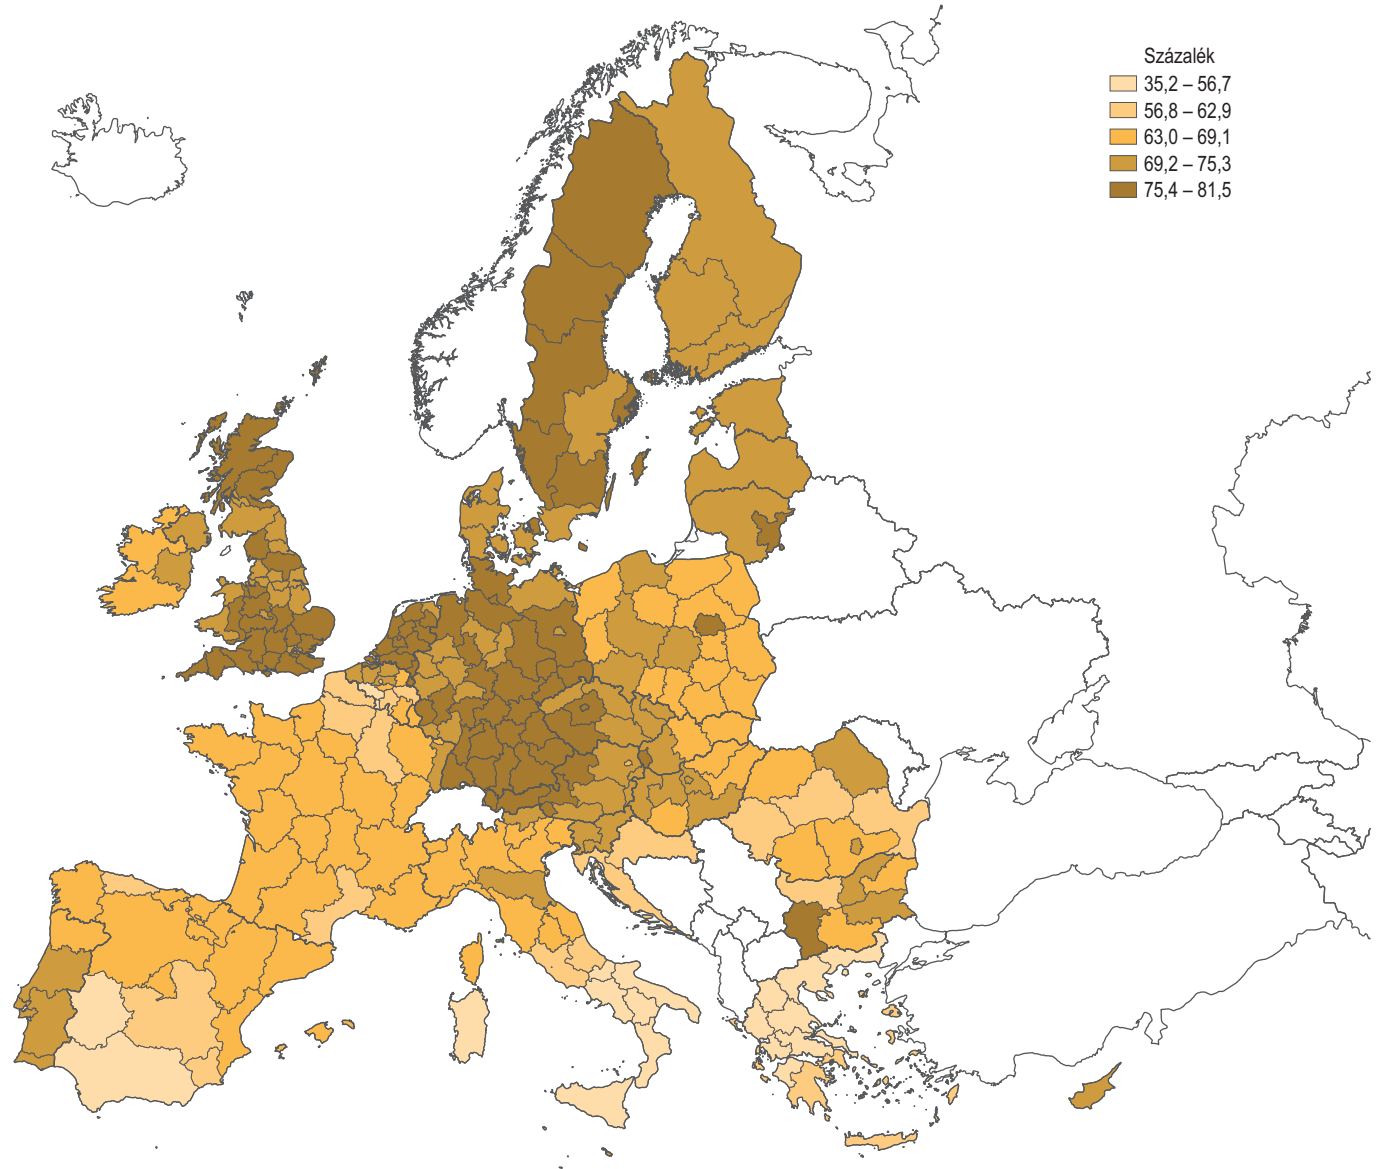 Százalék
35,2 – 56,7
56,8 – 62,9
63,0 – 69,1
69,2 – 75,3
75,4 – 81,5